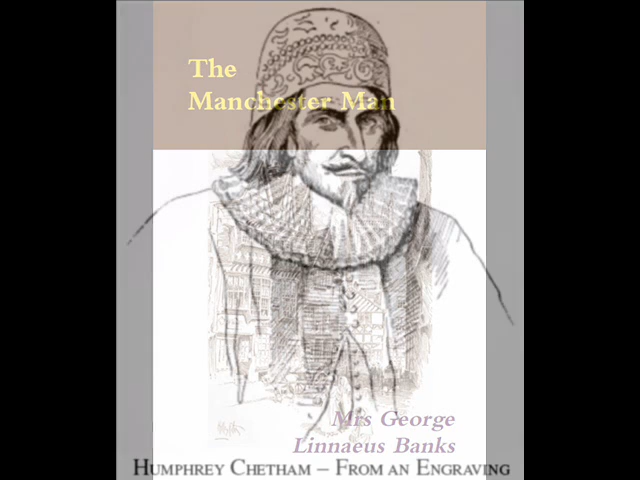 The
Manchester Man
Mrs George
Linnaeus Banks
HUMPHREY CHETHAM – FROM AN ENGRAVING